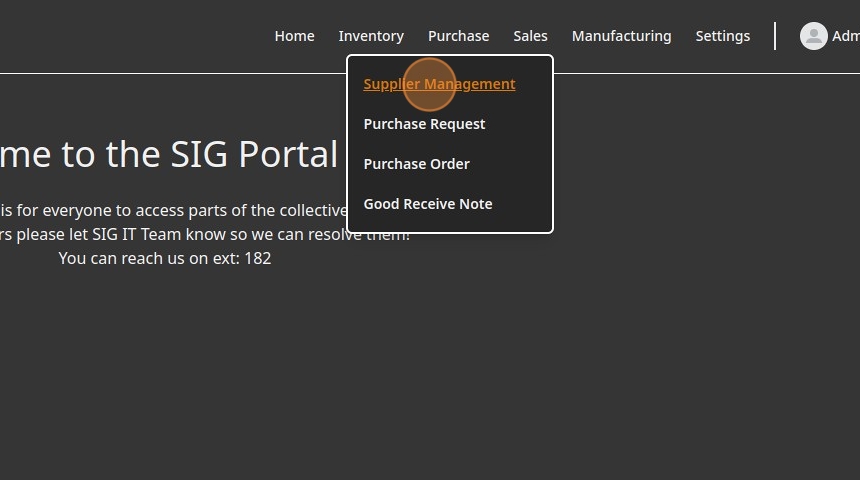 Home Inventory Purchase Sales Manufacturing Settings Adm
Supplier Management
Purchase Request
Purchase Order
Good Receive Note
me to the SIG Portal
is for everyone to access parts of the collective
rs please let SIG IT Team know so we can resolve them!
You can reach us on ext: 182